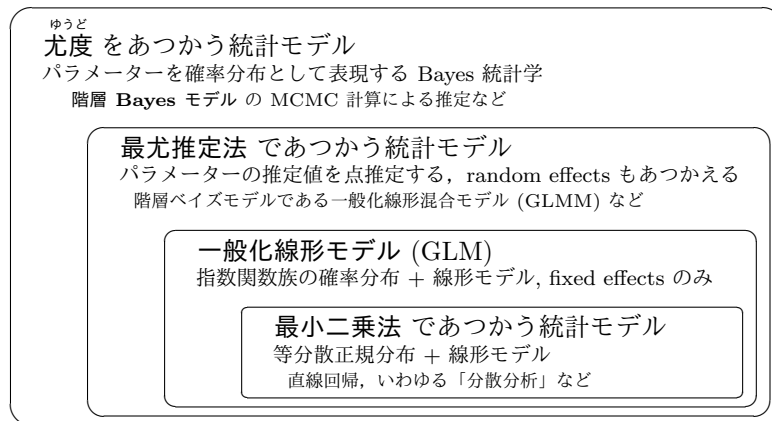 ゆうど
尤度 をあつかう統計モデル
パラメーターを確率分布として表現する Bayes 統計学
階層 Bayes モデル の MCMC 計算による推定など
最尤推定法 であつかう統計モデル
パラメーターの推定値を点推定する，random effects もあつかえる
階層ベイズモデルである一般化線形混合モデル (GLMM) など
一般化線形モデル (GLM)
指数関数族の確率分布 + 線形モデル, fixed effects のみ
最小二乗法 であつかう統計モデル
等分散正規分布 + 線形モデル
直線回帰，いわゆる「分散分析」など